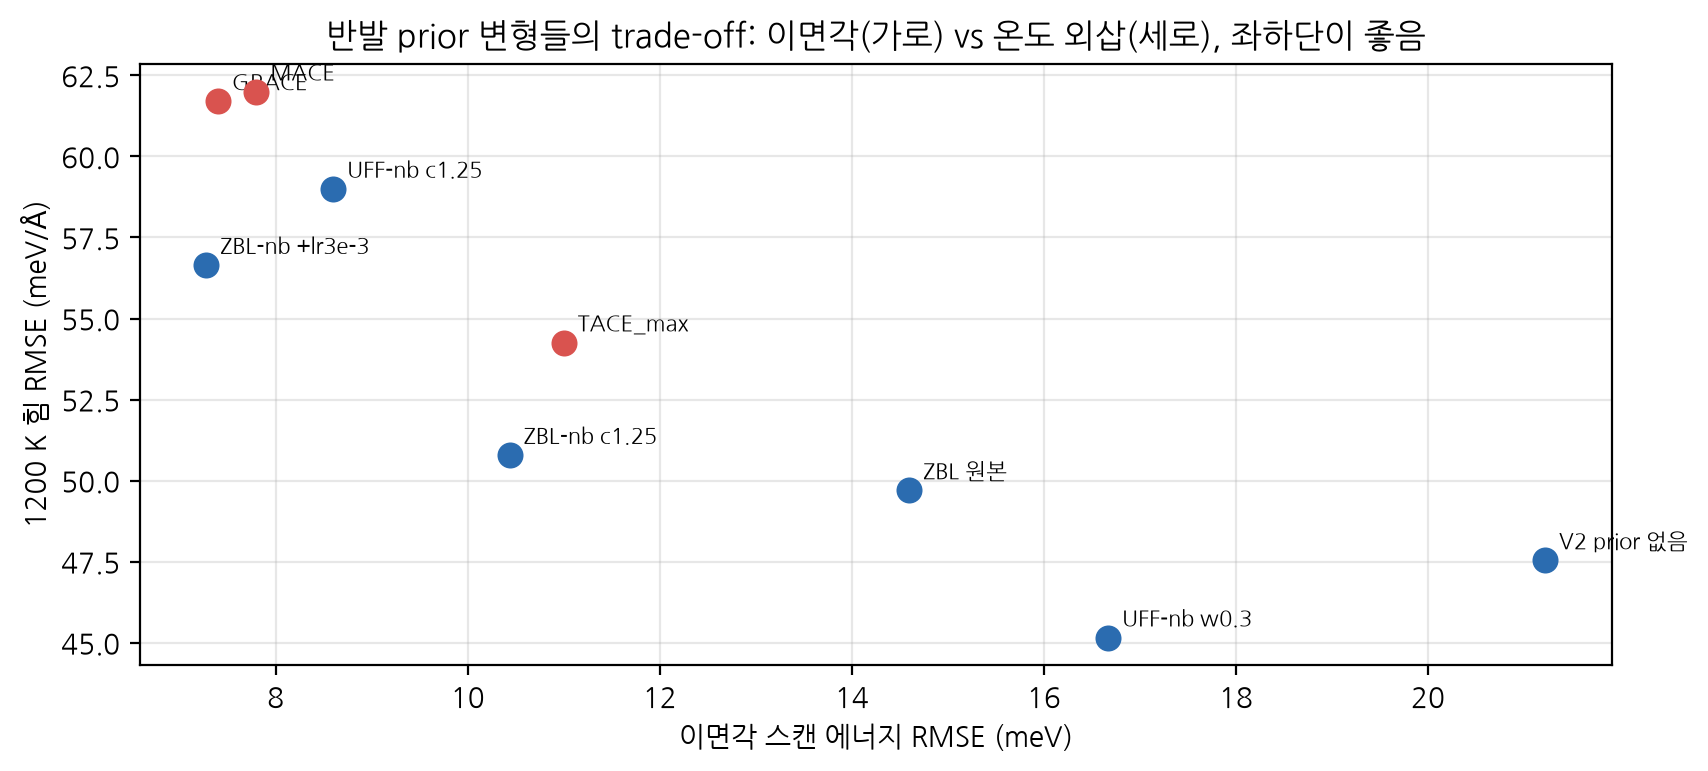 반발 prior 변형들의 trade-off: 이면각(가로) vs 온도 외삽(세로), 좌하단이 좋음
1200 K 힘 RMSE (meV/Å)
62.5
60.0
57.5
55.0
52.5
50.0
47.5
45.0
GRACE
MACE
UFF-nb c1.25
ZBL-nb +lr3e-3
TACE_max
ZBL-nb c1.25
ZBL 원본
V2 prior 없음
UFF-nb w0.3
8 10 12 14 16 18 20
이면각 스캔 에너지 RMSE (meV)